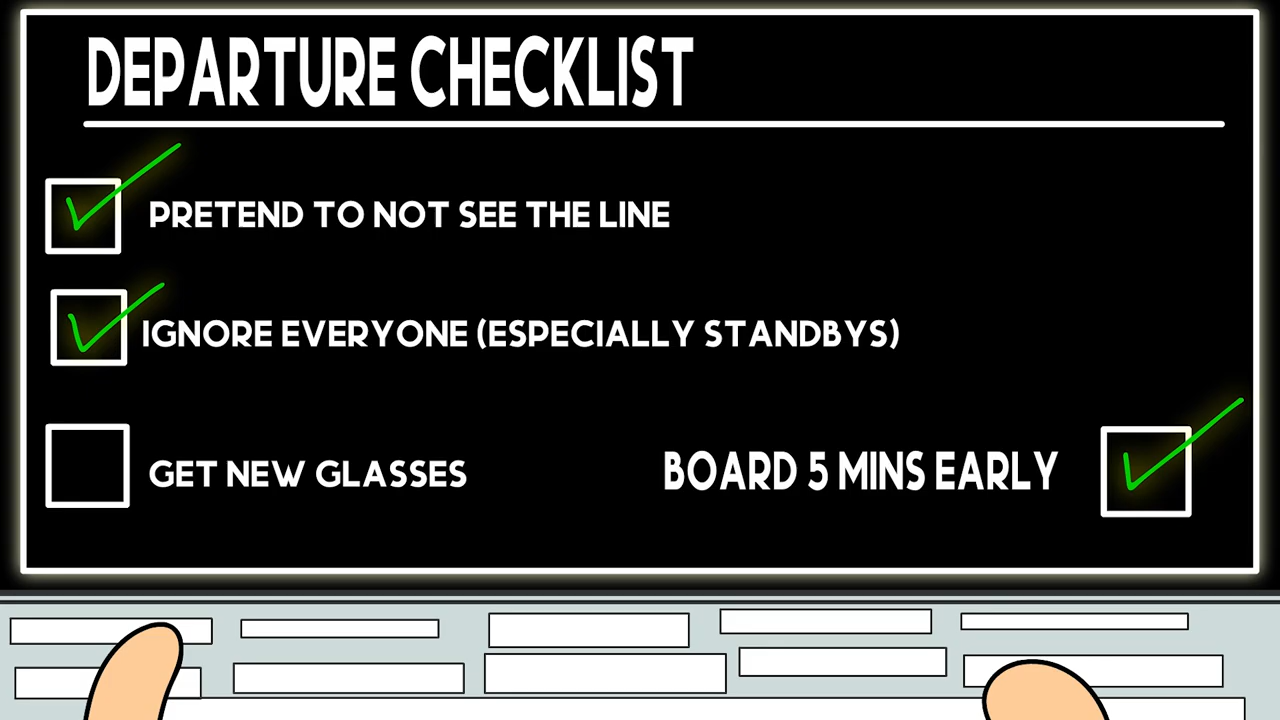 DEPARTURE CHECKLIST
PRETEND TO NOT SEE THE LINE
IGNORE EVERYONE (ESPECIALLY STANDBYS)
GET NEW GLASSES
BOARD 5 MINS EARLY